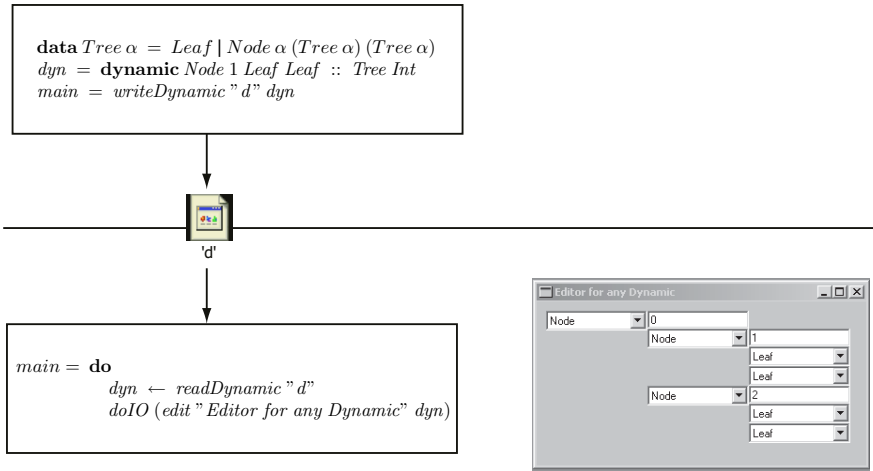 data Tree α = Leaf | Node α (Tree α) (Tree α)
dyn = dynamic Node 1 Leaf Leaf :: Tree Int
main = writeDynamic "d" dyn
'd'
main = do
dyn ← readDynamic "d"
doIO (edit "Editor for any Dynamic" dyn)
Editor for any Dynamic
Node 0
Node 1
Leaf
Leaf
Node 2
Leaf
Leaf